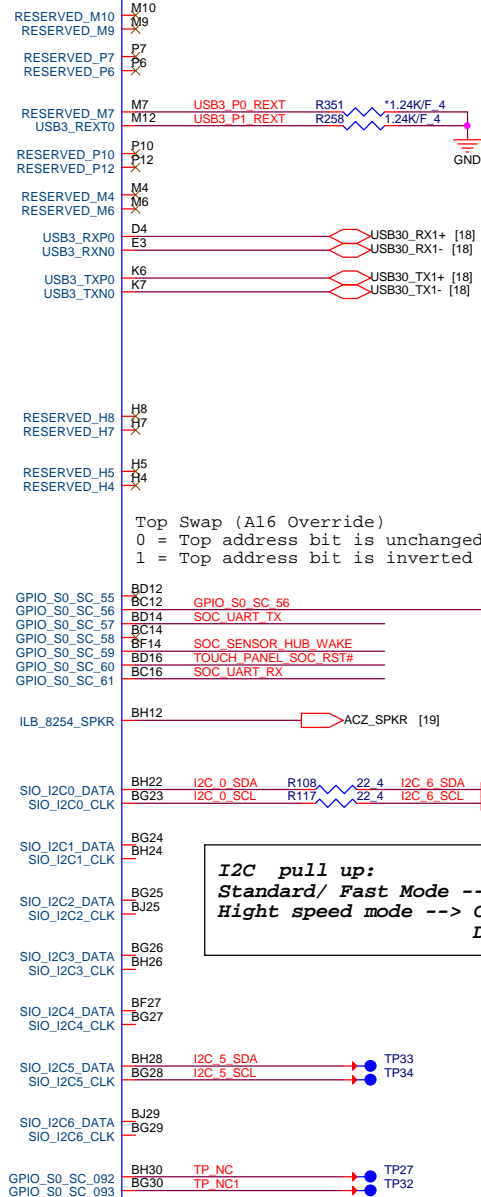 RESERVED_M10 M10
RESERVED_M9 M9
RESERVED_P7 P7
RESERVED_P6 P6
RESERVED_M7 M7 USB3_P0_REXT R351 *1.24K/F_4
USB3_REXT0 M12 USB3_P1_REXT R258 1.24K/F_4
GND
RESERVED_P10 P10
RESERVED_P12 P12
RESERVED_M4 M4
RESERVED_M6 M6
USB3_RXP0 D4 USB30_RX1+ [18]
USB3_RXN0 E3 USB30_RX1- [18]
USB3_TXP0 K6 USB30_TX1+ [18]
USB3_TXN0 K7 USB30_TX1- [18]
RESERVED_H8 H8
RESERVED_H7 H7
RESERVED_H5 H5
RESERVED_H4 H4
Top Swap (A16 Override)
0 = Top address bit is unchanged
1 = Top address bit is inverted
GPIO_S0_SC_55 BD12
GPIO_S0_SC_56 BC12 GPIO_S0_SC_56
GPIO_S0_SC_57 BD14 SOC_UART_TX
GPIO_S0_SC_58 BC14
GPIO_S0_SC_59 BF14 SOC_SENSOR_HUB_WAKE
GPIO_S0_SC_60 BD16 TOUCH_PANEL_SOC_RST#
GPIO_S0_SC_61 BC16 SOC_UART_RX
ILB_8254_SPKR BH12 ACZ_SPKR [19]
SIO_I2C0_DATA BH22 I2C_0_SDA R108 22_4 I2C_6_SDA
SIO_I2C0_CLK BG23 I2C_0_SCL R117 22_4 I2C_6_SCL
SIO_I2C1_DATA BG24
SIO_I2C1_CLK BH24
I2C pull up:
Standard/ Fast Mode --
Hight speed mode -->
SIO_I2C2_DATA BG25
SIO_I2C2_CLK BJ25
SIO_I2C3_DATA BG26
SIO_I2C3_CLK BH26
SIO_I2C4_DATA BF27
SIO_I2C4_CLK BG27
SIO_I2C5_DATA BH28 I2C_5_SDA TP33
SIO_I2C5_CLK BG28 I2C_5_SCL TP34
SIO_I2C6_DATA BJ29
SIO_I2C6_CLK BG29
GPIO_S0_SC_092 BH30 TP_NC TP27
GPIO_S0_SC_093 BG30 TP_NC1 TP32